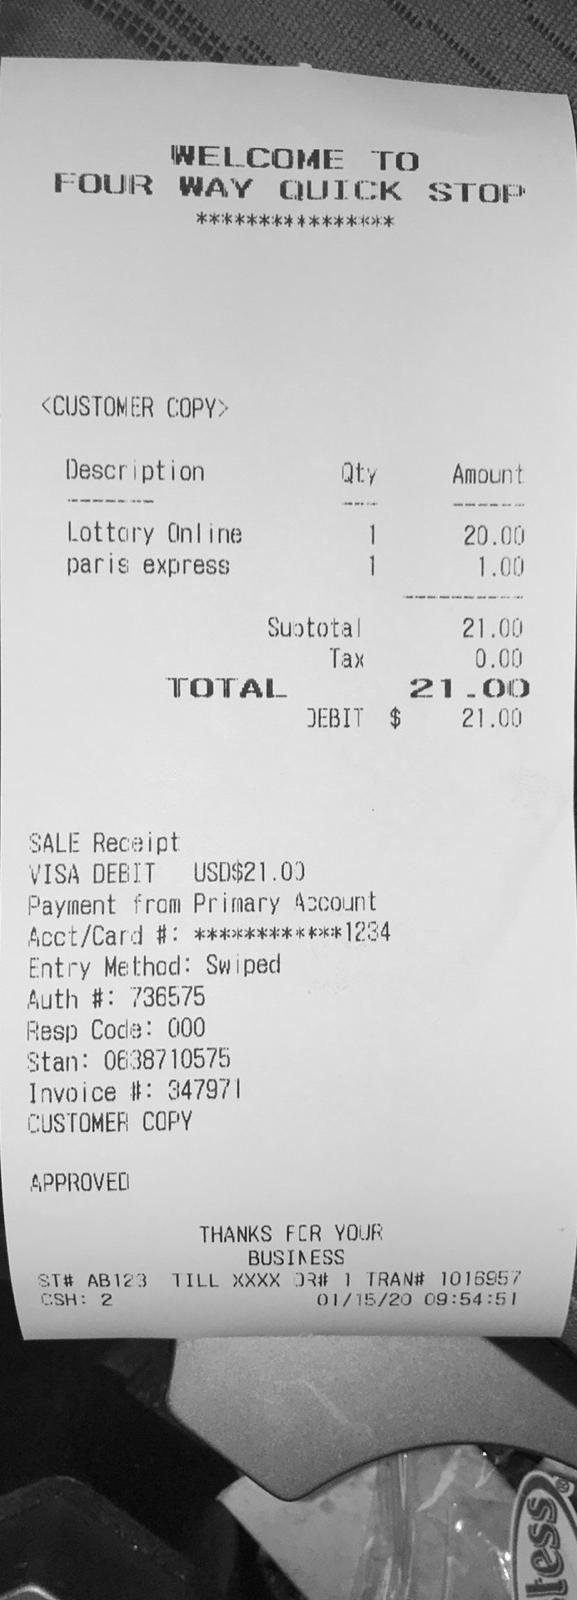 WELCOME TO
FOUR WAY QUICK STOP
****************
<CUSTOMER COPY>
Description Qty Amount
------- --- ------
Lottory Online 1 20.00
paris express 1 1.00
----------
Subtotal 21.00
Tax 0.00
TOTAL 21.00
DEBIT $ 21.00
SALE Receipt
VISA DEBIT USD$21.00
Payment from Primary Account
Acct/Card #: ************1234
Entry Method: Swiped
Auth #: 736575
Resp Code: 000
Stan: 0638710575
Invoice #: 347971
CUSTOMER COPY
APPROVED
THANKS FOR YOUR
BUSINESS
ST# AB123 TILL XXXX DR# 1 TRAN# 1016957
CSH: 2 01/15/20 09:54:51